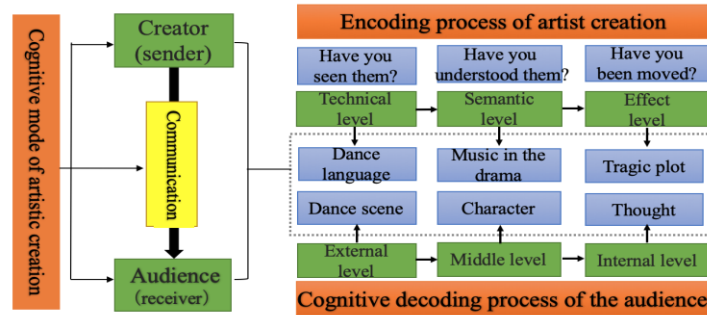 Cognitive mode of artistic creation
Creator
(sender)
Communication
Audience
(receiver)
Encoding process of artist creation
Have you
seen them?
Have you
understood them?
Have you
been moved?
Technical
level
Semantic
level
Effect
level
Dance
language
Music in the
drama
Tragic plot
Dance scene
Character
Thought
External
level
Middle level
Internal level
Cognitive decoding process of the audience